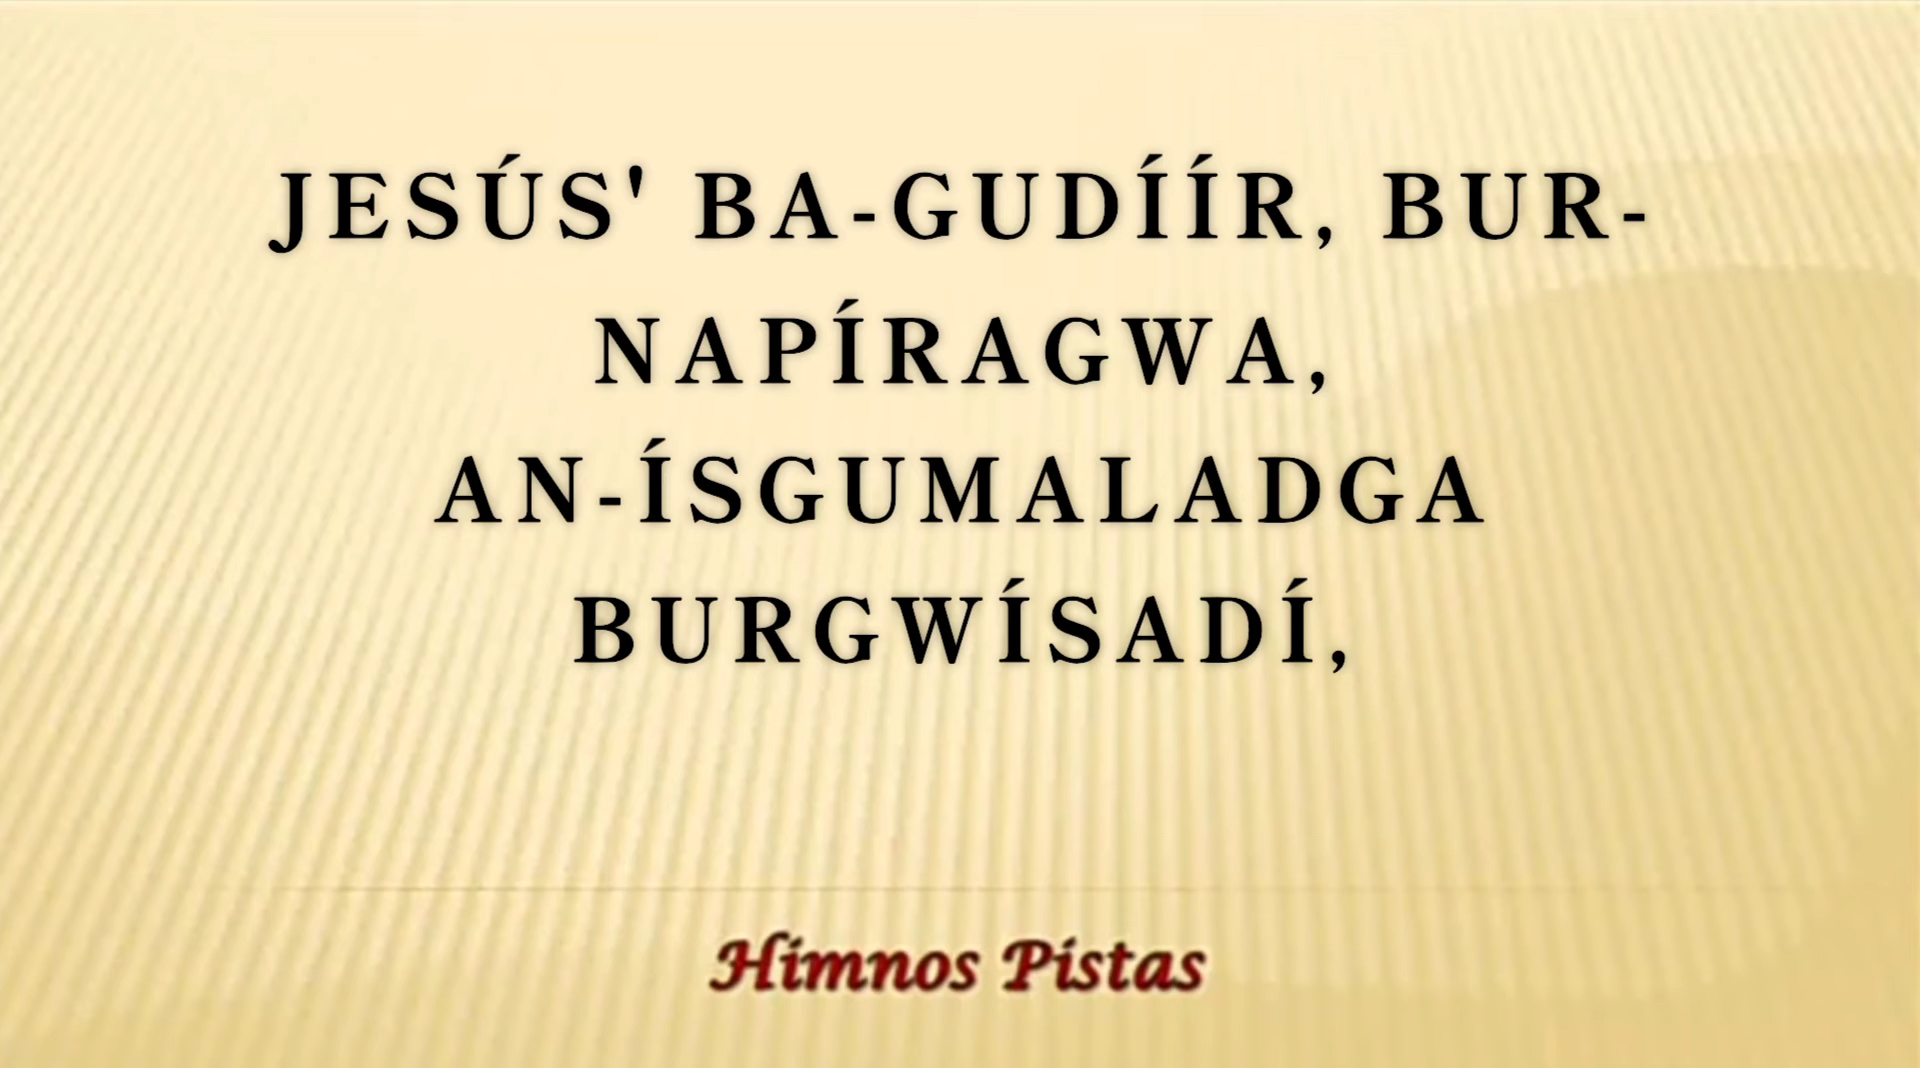 JESÚS' BA-GUDÍÍR, BUR-
NAPÍRAGWA,
AN-ÍSGUMALADGA
BURGWÍSADÍ,
Himnos Pistas